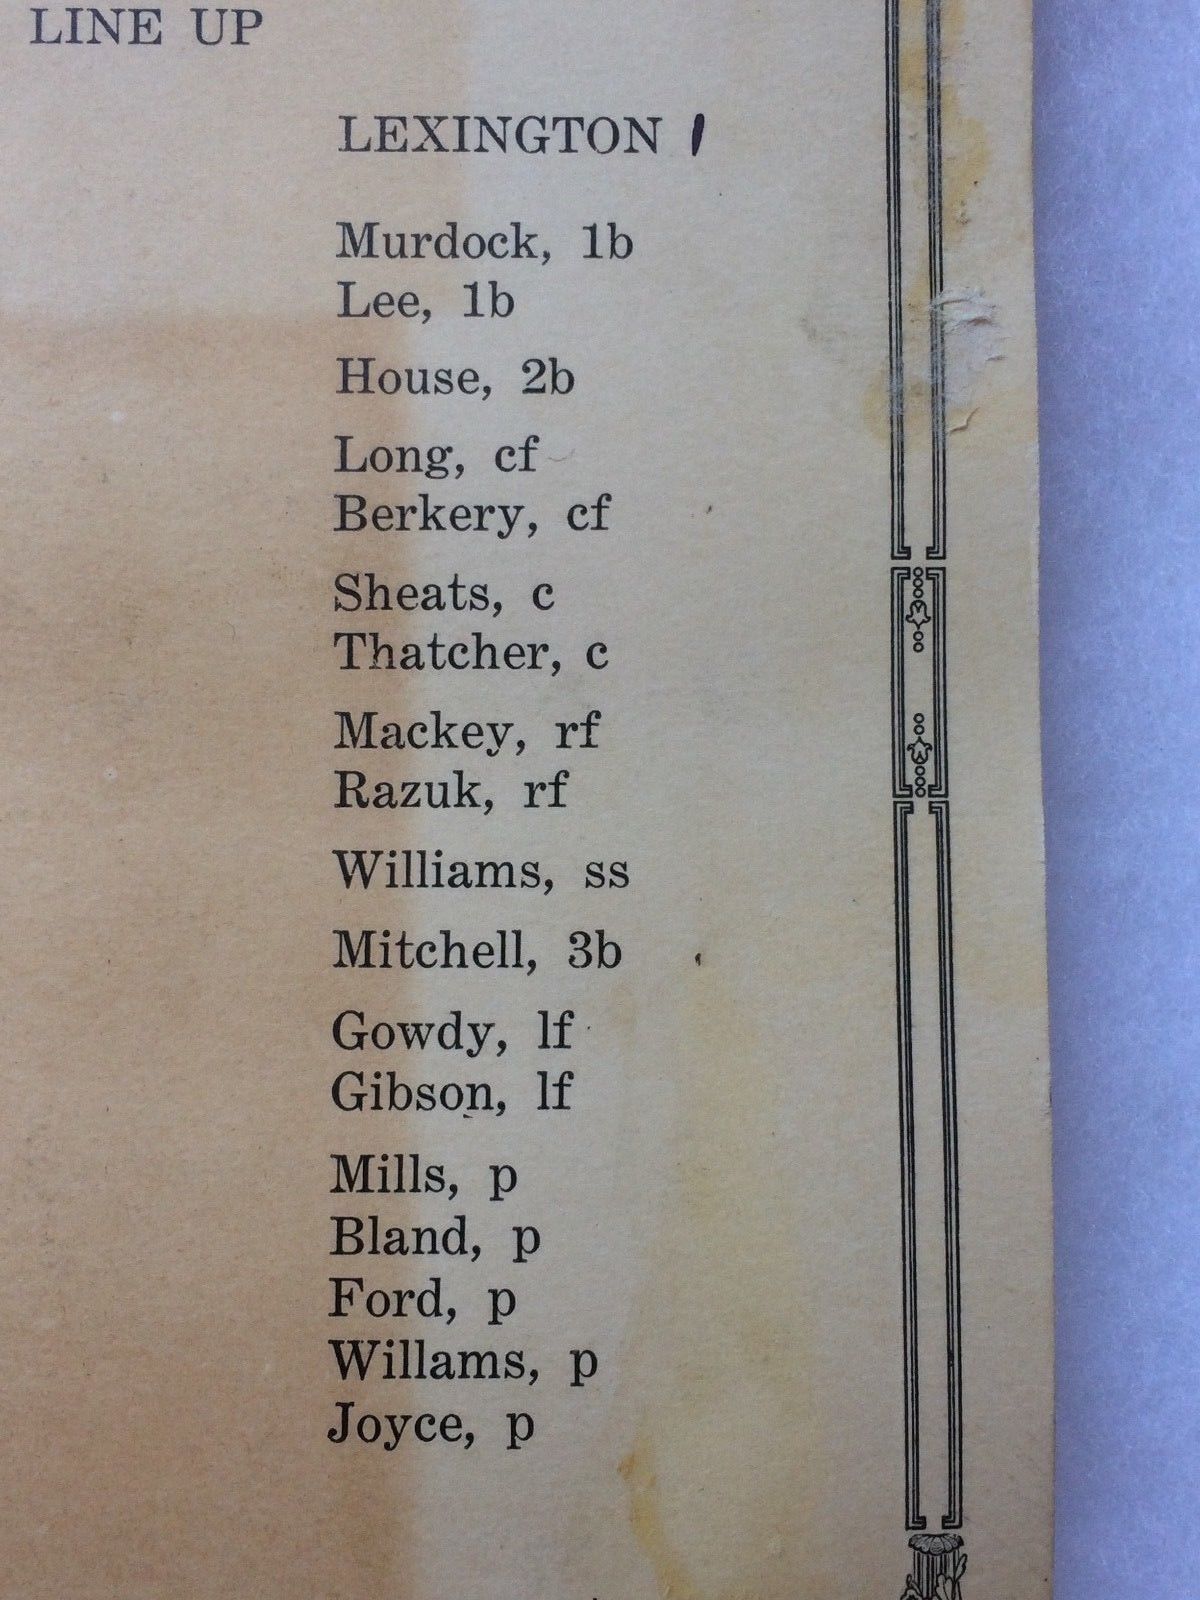 LINE UP
LEXINGTON 1
Murdock, 1b
Lee, 1b
House, 2b
Long, cf
Berkery, cf
Sheats, c
Thatcher, c
Mackey, rf
Razuk, rf
Williams, ss
Mitchell, 3b
Gowdy, lf
Gibson, lf
Mills, p
Bland, p
Ford, p
Willams, p
Joyce, p